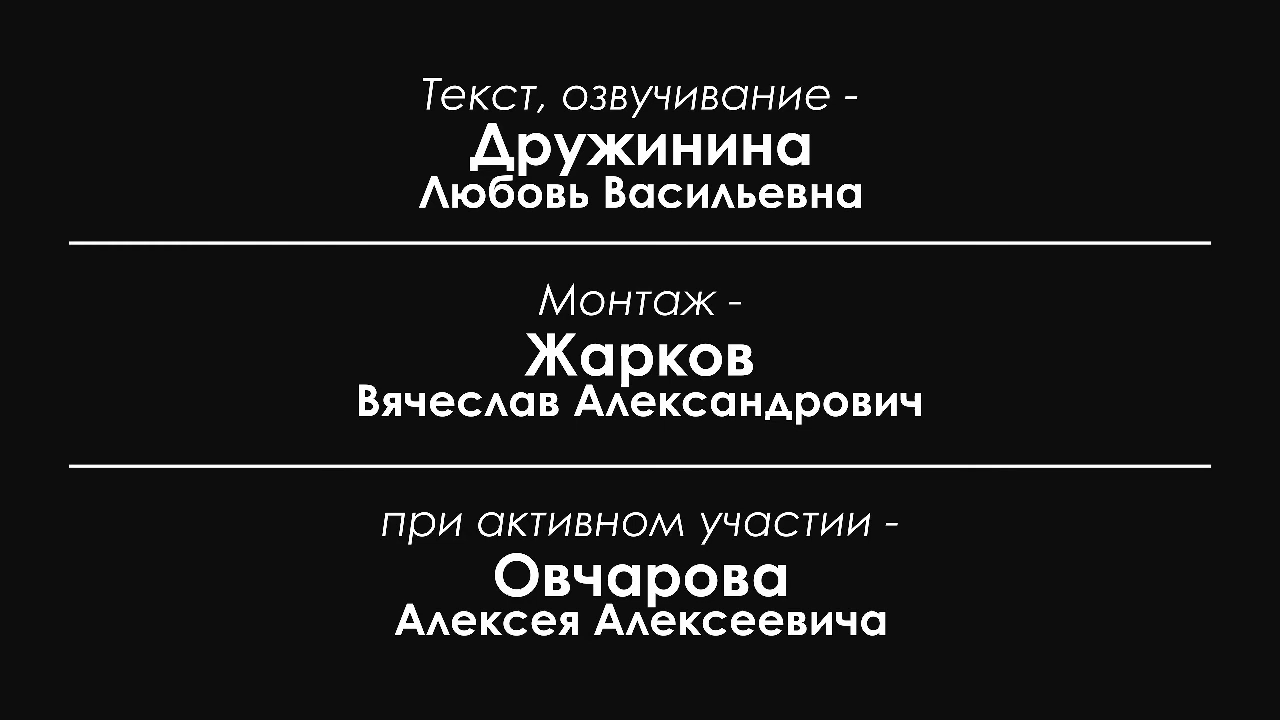 Текст, озвучивание -
Дружинина
Любовь Васильевна
Монтаж -
Жарков
Вячеслав Александрович
при активном участии -
Овчарова
Алексея Алексеевича